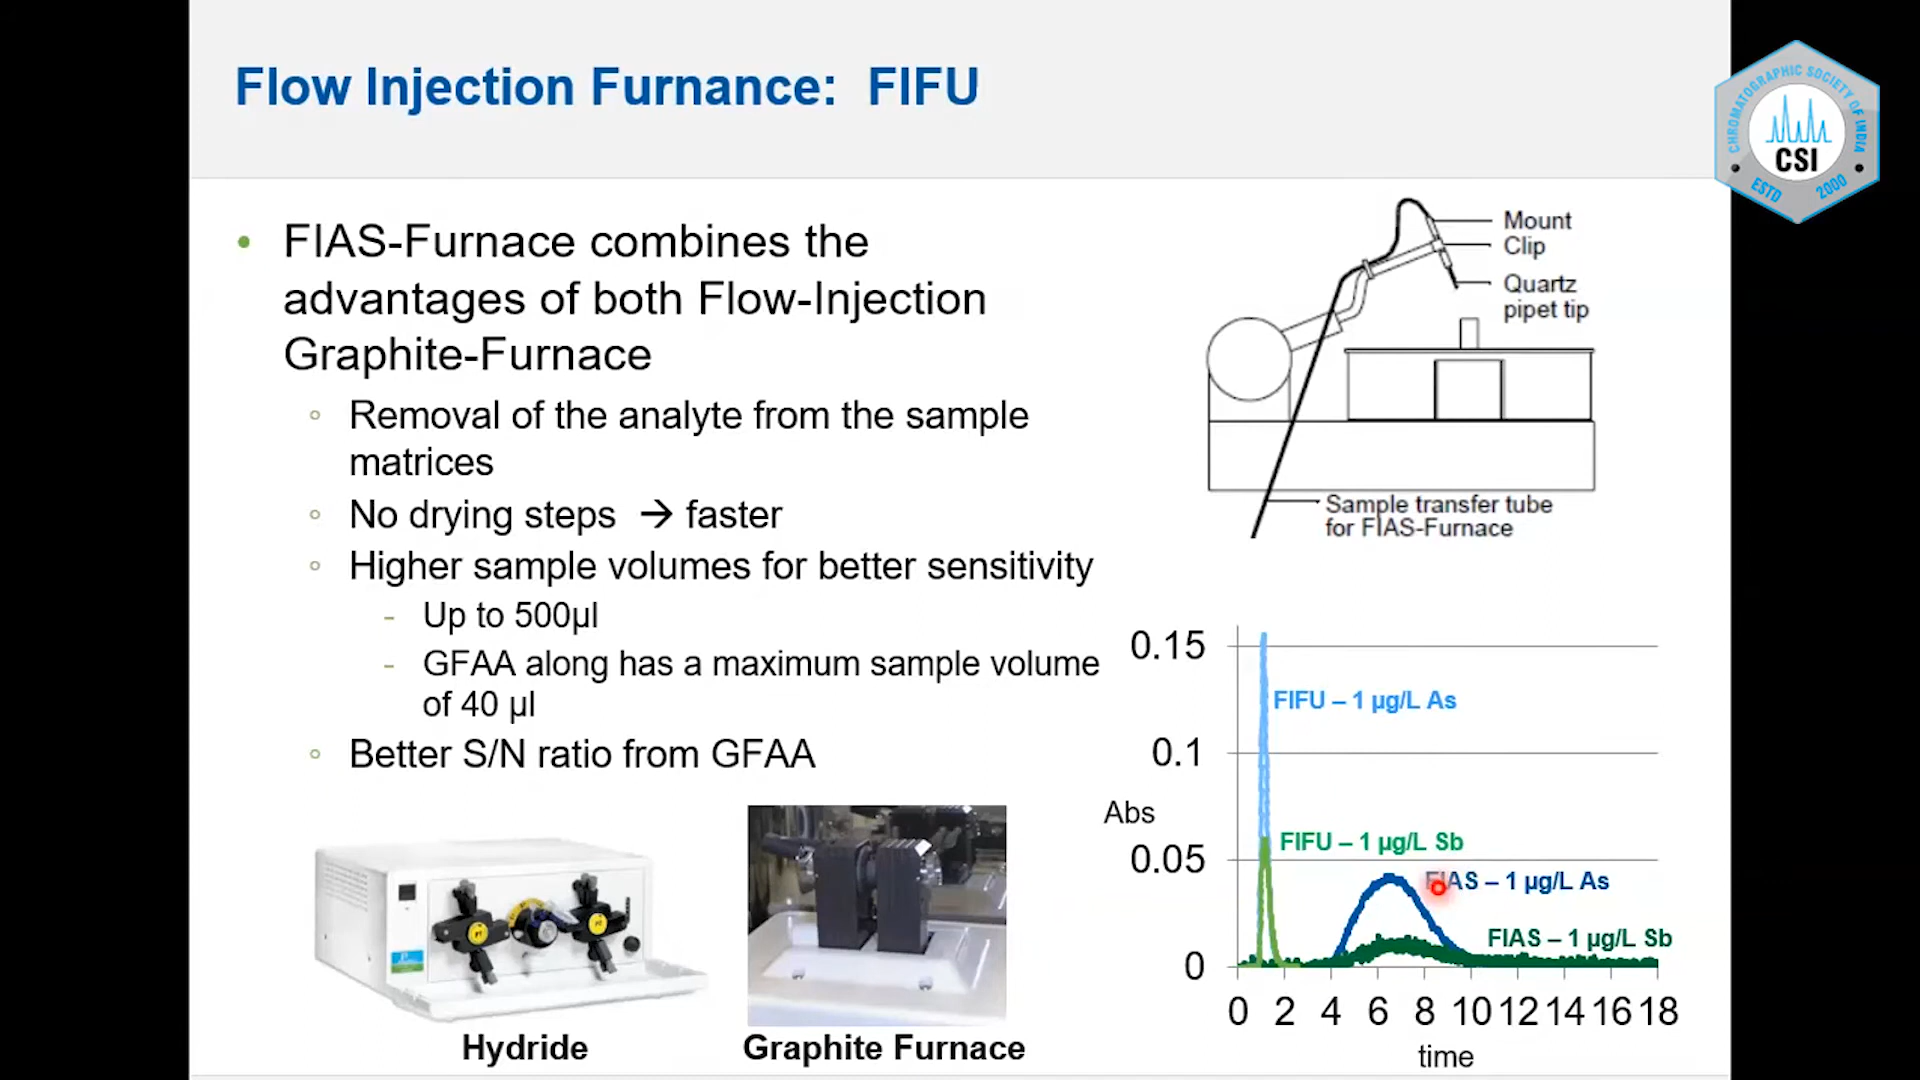 Flow Injection Furnance: FIFU
CHROMATOGRAPHIC SOCIETY OF INDIA
CSI
ESTD 2000
• FIAS-Furnace combines the
advantages of both Flow-Injection
Graphite-Furnace
◦ Removal of the analyte from the sample
matrices
◦ No drying steps → faster
◦ Higher sample volumes for better sensitivity
- Up to 500µl
- GFAA along has a maximum sample volume
of 40 µl
◦ Better S/N ratio from GFAA
Hydride
Graphite Furnace
Mount
Clip
Quartz
pipet tip
Sample transfer tube
for FIAS-Furnace
0.15
0.1
0.05
0
Abs
FIFU – 1 µg/L As
FIFU – 1 µg/L Sb
FIAS – 1 µg/L As
FIAS – 1 µg/L Sb
0 2 4 6 8 10 12 14 16 18
time